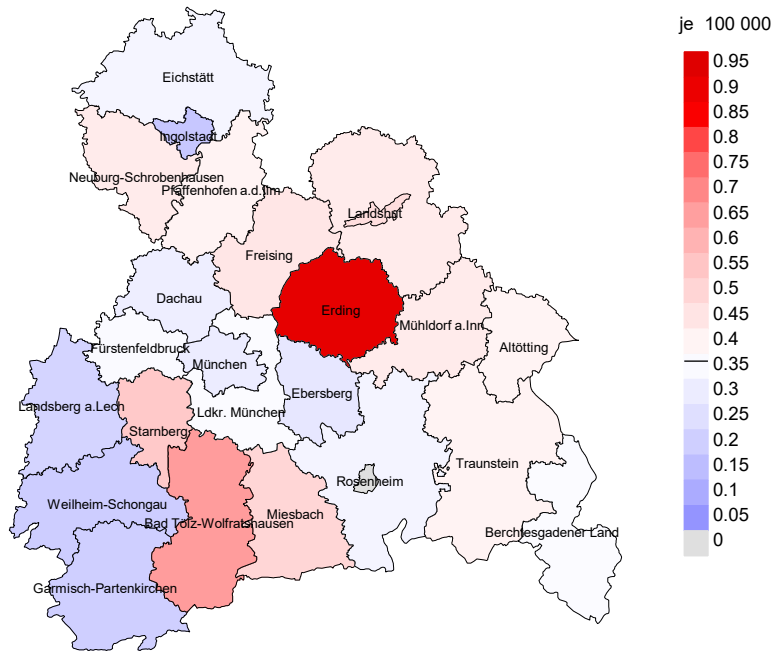 je 100 000
Eichstätt
Ingolstadt
Neuburg-Schrobenhausen
Pfaffenhofen a.d.Ilm
Landshut
Freising
Dachau
Erding
Mühldorf a.Inn
Altötting
Fürstenfeldbruck
München
Ebersberg
Landsberg a.Lech
Ldkr. München
Starnberg
Traunstein
Rosenheim
Weilheim-Schongau
Miesbach
Bad Tölz-Wolfratshausen
Berchtesgadener Land
Garmisch-Partenkirchen
0.95
0.9
0.85
0.8
0.75
0.7
0.65
0.6
0.55
0.5
0.45
0.4
0.35
0.3
0.25
0.2
0.15
0.1
0.05
0